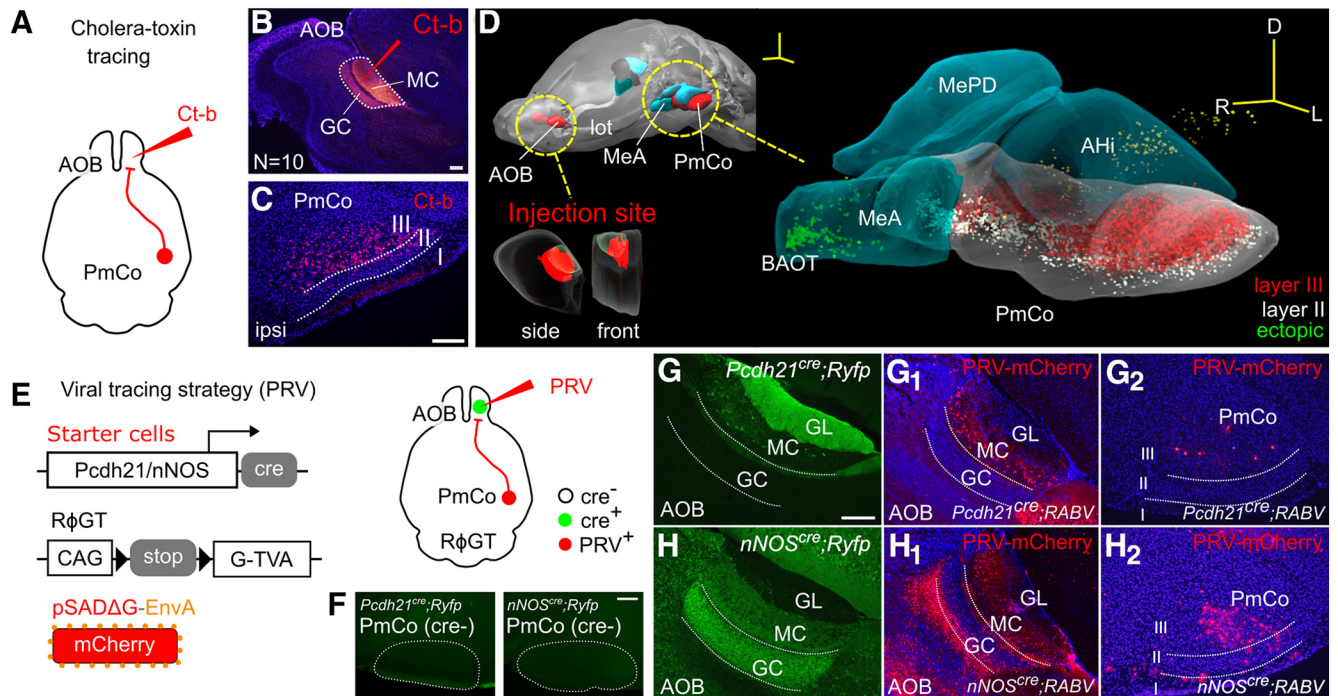 A
Cholera-toxin
tracing
Ct-b
AOB
PmCo
B
AOB
Ct-b
MC
GC
N=10
C
PmCo
Ct-b
III
II
I
ipsi
D
lot
AOB
MeA
PmCo
Injection site
side
front
MePD
AHi
MeA
BAOT
PmCo
D
R
L
layer III
layer II
ectopic
E
Viral tracing strategy (PRV)
Starter cells
Pcdh21/nNOS
cre
RϕGT
CAG
stop
G-TVA
pSADΔG-EnvA
mCherry
PRV
AOB
PmCo
RϕGT
cre-
cre+
PRV+
F
Pcdh21cre;Ryfp
PmCo (cre-)
nNOScre;Ryfp
PmCo (cre-)
G
Pcdh21cre;Ryfp
GL
MC
GC
AOB
G1
PRV-mCherry
GL
MC
GC
AOB
Pcdh21cre;RABV
G2
PRV-mCherry
PmCo
III
II
I
Pcdh21cre;RABV
H
nNOScre;Ryfp
GL
MC
GC
AOB
H1
PRV-mCherry
GL
MC
GC
AOB
nNOScre;RABV
H2
PRV-mCherry
PmCo
III
II
I
nNOScre;RABV